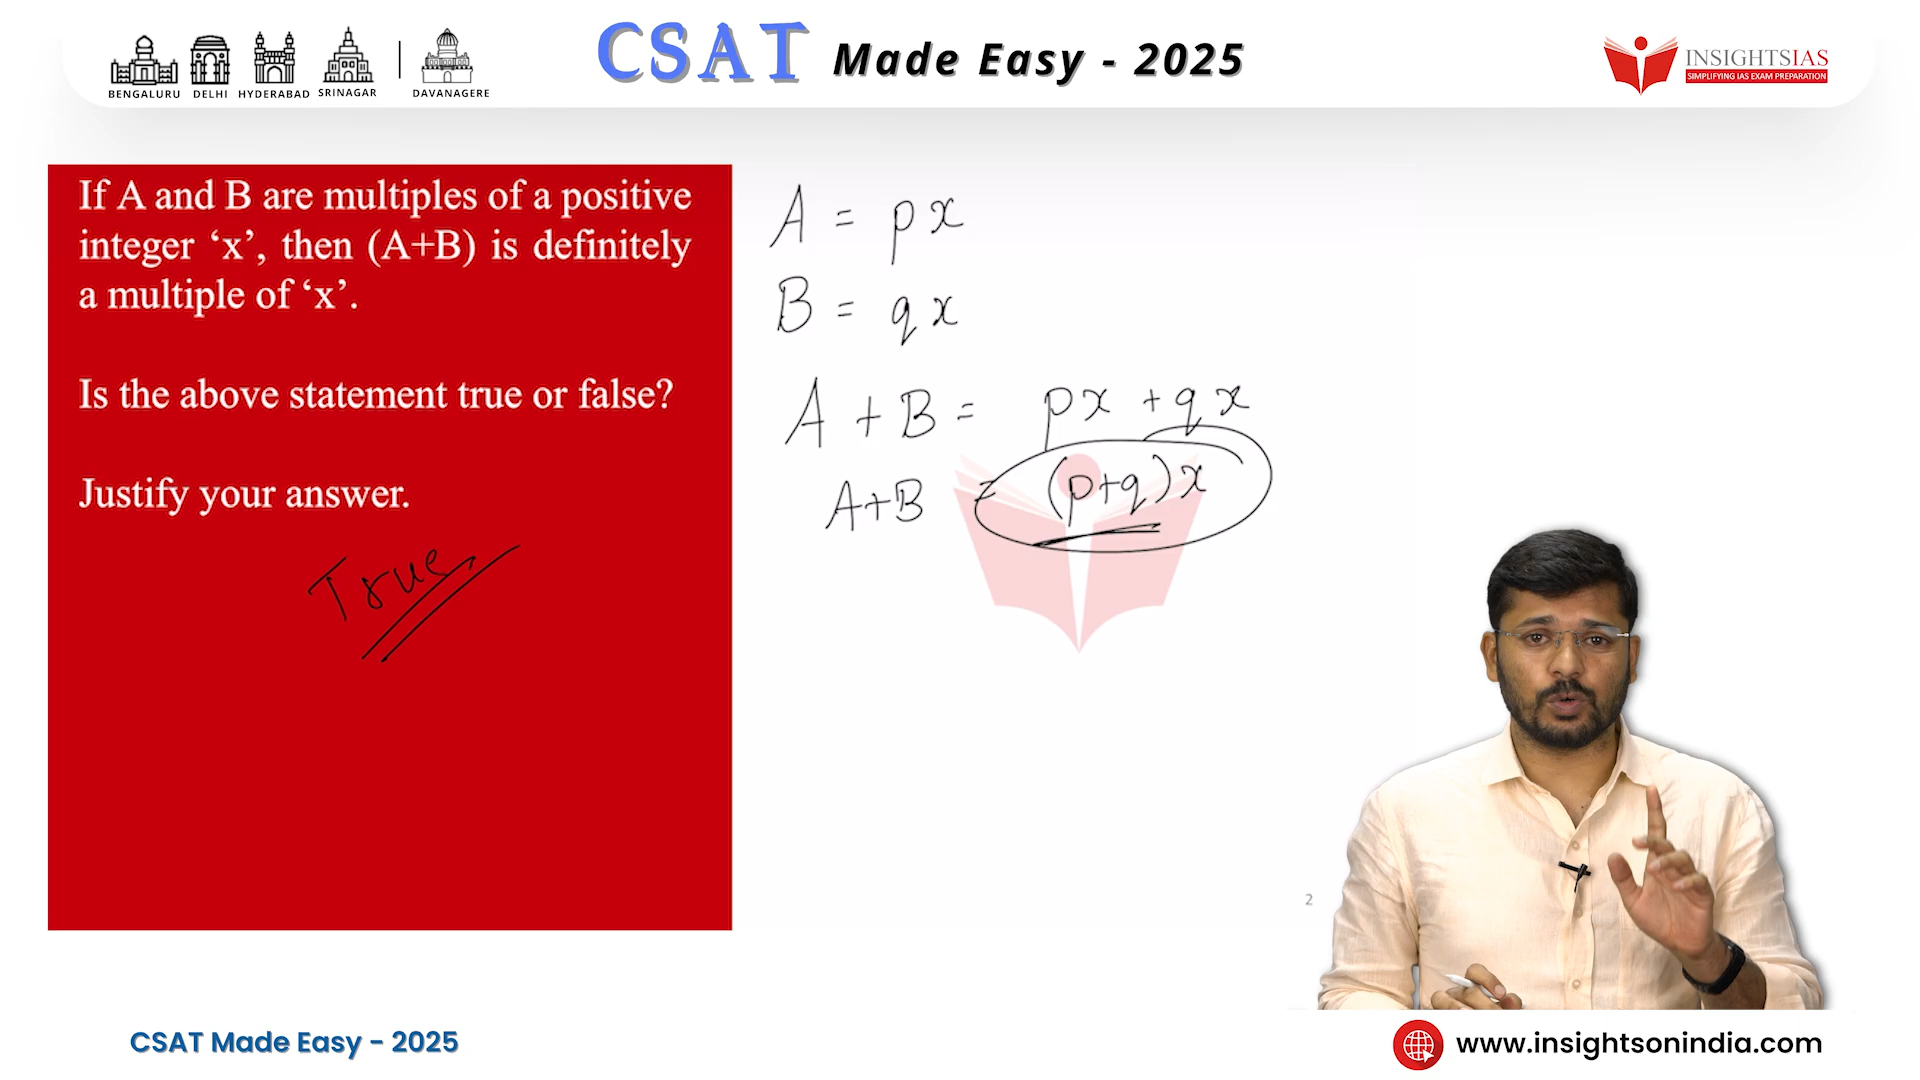 BENGALURU DELHI HYDERABAD SRINAGAR DAVANAGERE
CSAT Made Easy - 2025
INSIGHTSIAS
SIMPLIFYING IAS EXAM PREPARATION
If A and B are multiples of a positive
integer ‘x’, then (A+B) is definitely
a multiple of ‘x’.
Is the above statement true or false?
Justify your answer.
True
A = px
B = qx
A + B = px + qx
A+B = (p+q)x
2
CSAT Made Easy - 2025
www.insightsonindia.com